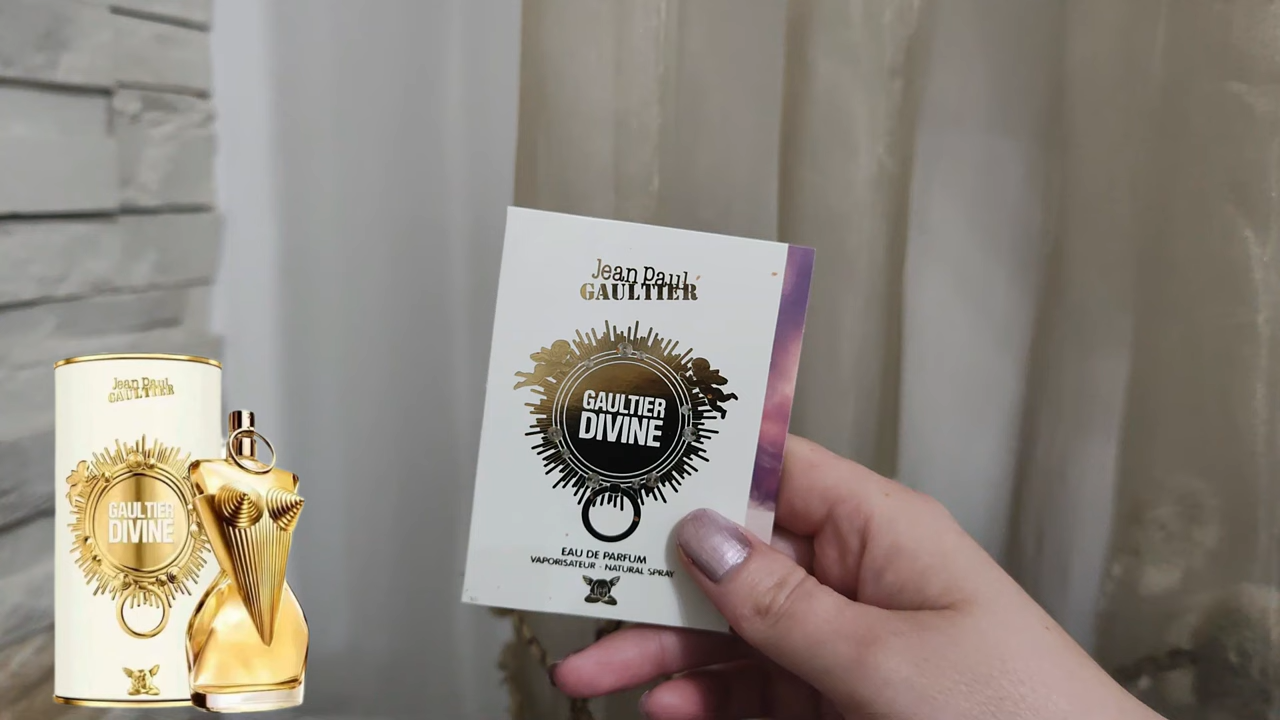 Jean Paul
GAULTIER
GAULTIER
DIVINE
EAU DE PARFUM
VAPORISATEUR - NATURAL SPRAY
Jean Paul
GAULTIER
GAULTIER
DIVINE